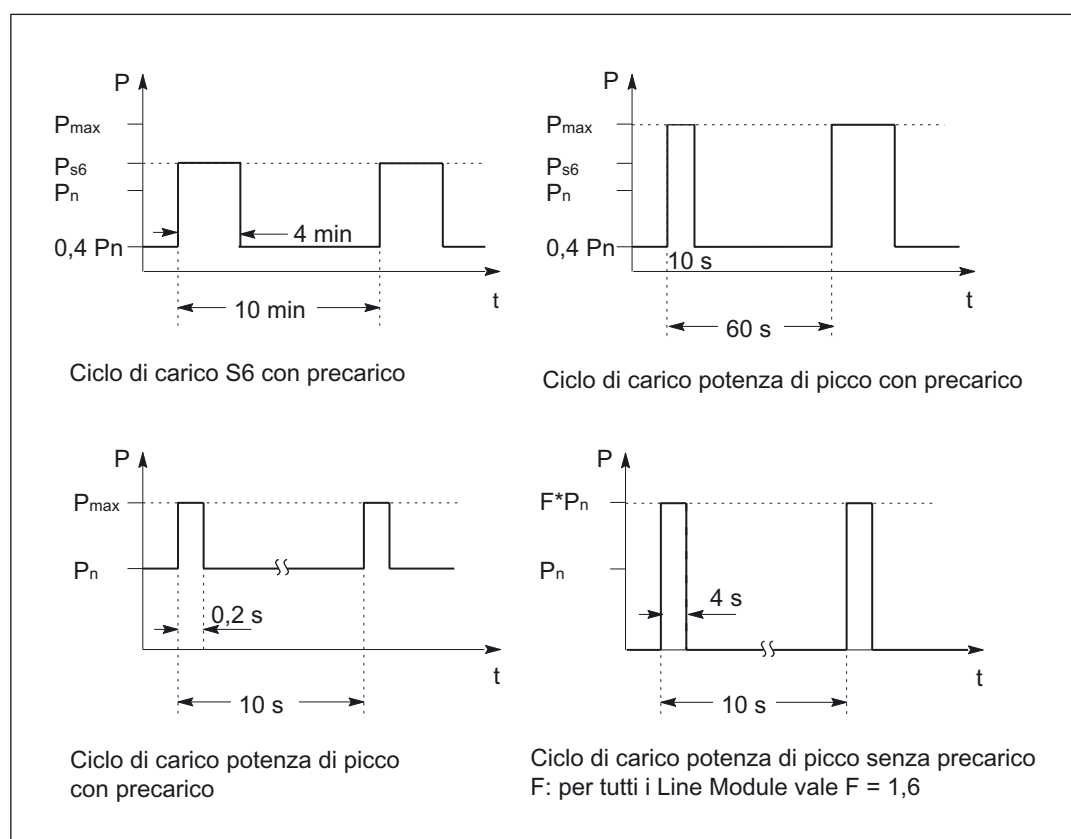 P
Pmax
Ps6
Pn
0,4 Pn
4 min
10 min
t
Ciclo di carico S6 con precarico
P
Pmax
Ps6
Pn
0,4 Pn
10 s
60 s
t
Ciclo di carico potenza di picco con precarico
P
Pmax
Pn
0,2 s
10 s
t
Ciclo di carico potenza di picco
con precarico
P
F*Pn
Pn
4 s
10 s
t
Ciclo di carico potenza di picco senza precarico
F: per tutti i Line Module vale F = 1,6